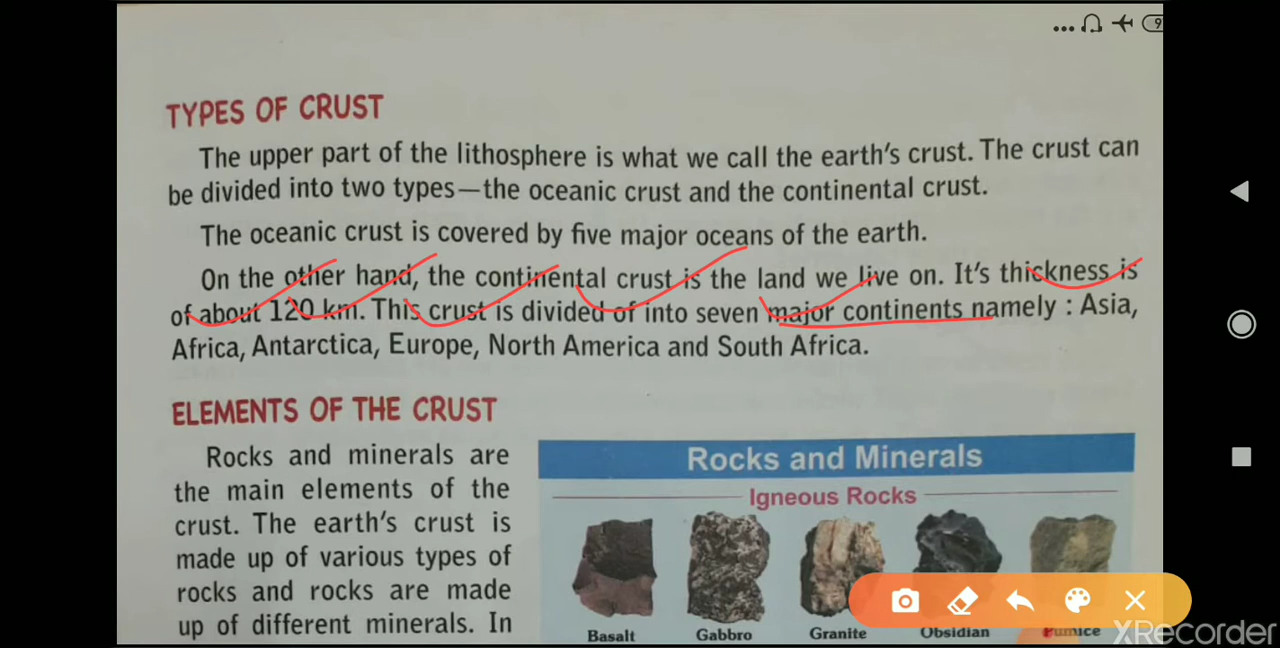 9
TYPES OF CRUST
The upper part of the lithosphere is what we call the earth's crust. The crust can
be divided into two types—the oceanic crust and the continental crust.
The oceanic crust is covered by five major oceans of the earth.
On the other hand, the continental crust is the land we live on. It's thickness is
of about 120 km. This crust is divided of into seven major continents namely : Asia,
Africa, Antarctica, Europe, North America and South Africa.
ELEMENTS OF THE CRUST
Rocks and minerals are
the main elements of the
crust. The earth's crust is
made up of various types of
rocks and rocks are made
up of different minerals. In
Rocks and Minerals
Igneous Rocks
Basalt Gabbro Granite Obsidian Pumice
XRecorder